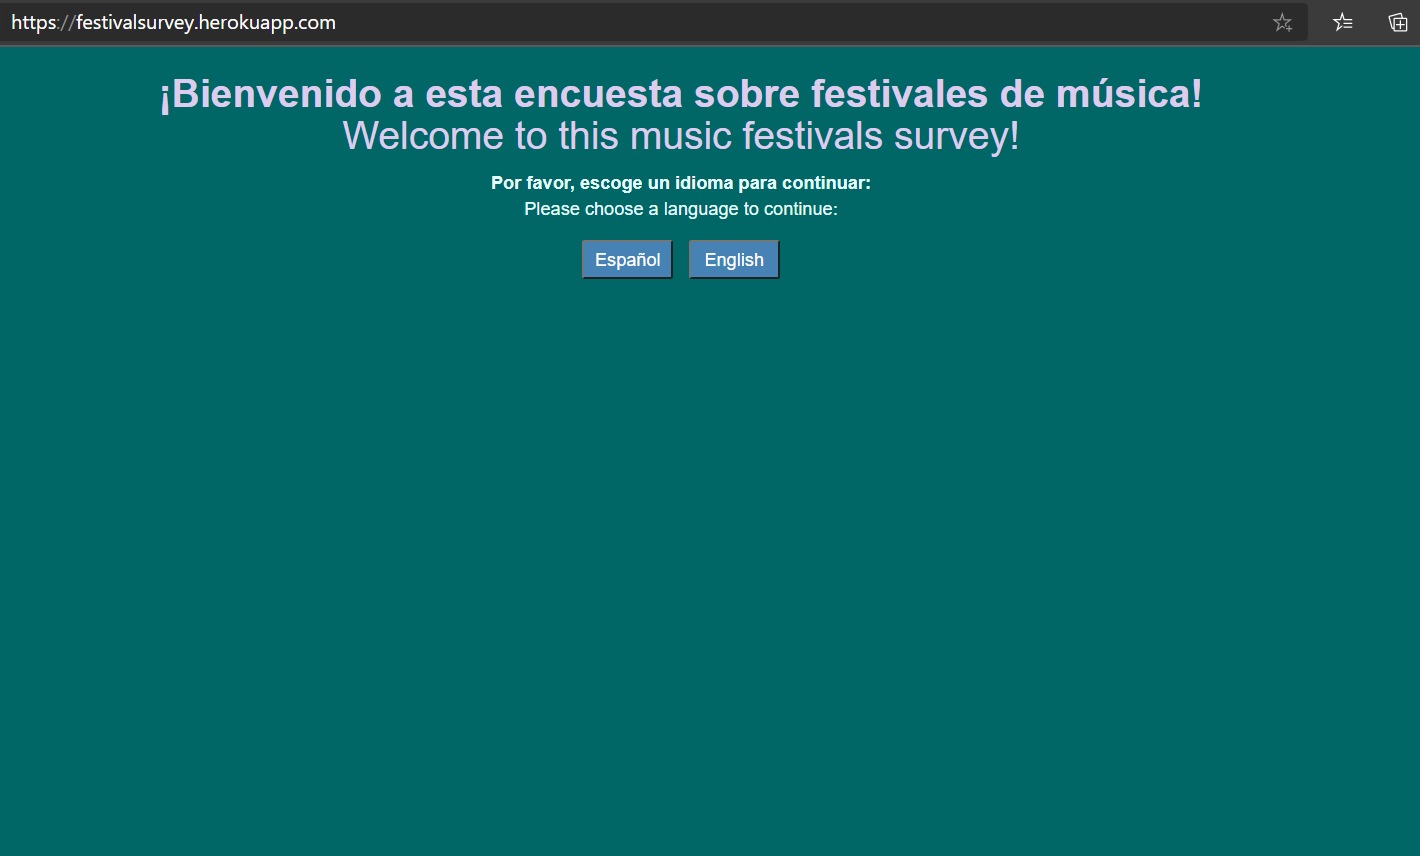 https://festivalsurvey.herokuapp.com
¡Bienvenido a esta encuesta sobre festivales de música!
Welcome to this music festivals survey!
Por favor, escoge un idioma para continuar:
Please choose a language to continue:
Español English